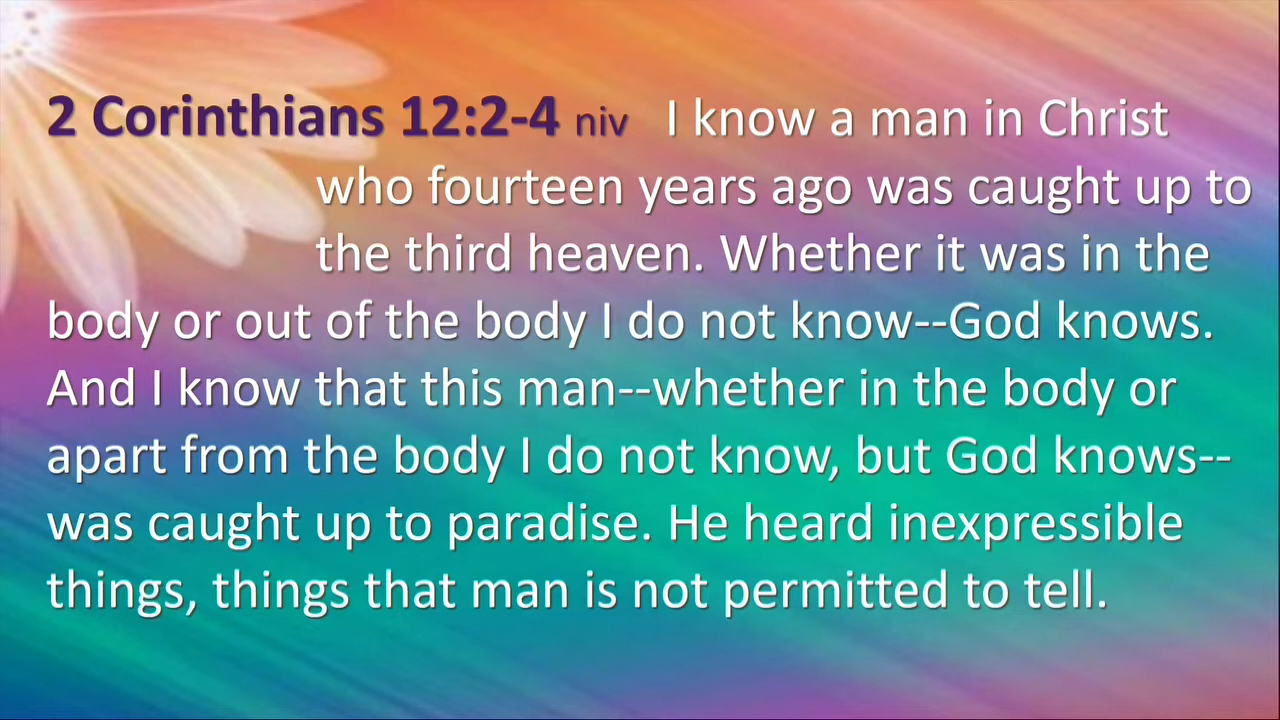 2 Corinthians 12:2-4 niv I know a man in Christ
who fourteen years ago was caught up to
the third heaven. Whether it was in the
body or out of the body I do not know--God knows.
And I know that this man--whether in the body or
apart from the body I do not know, but God knows--
was caught up to paradise. He heard inexpressible
things, things that man is not permitted to tell.